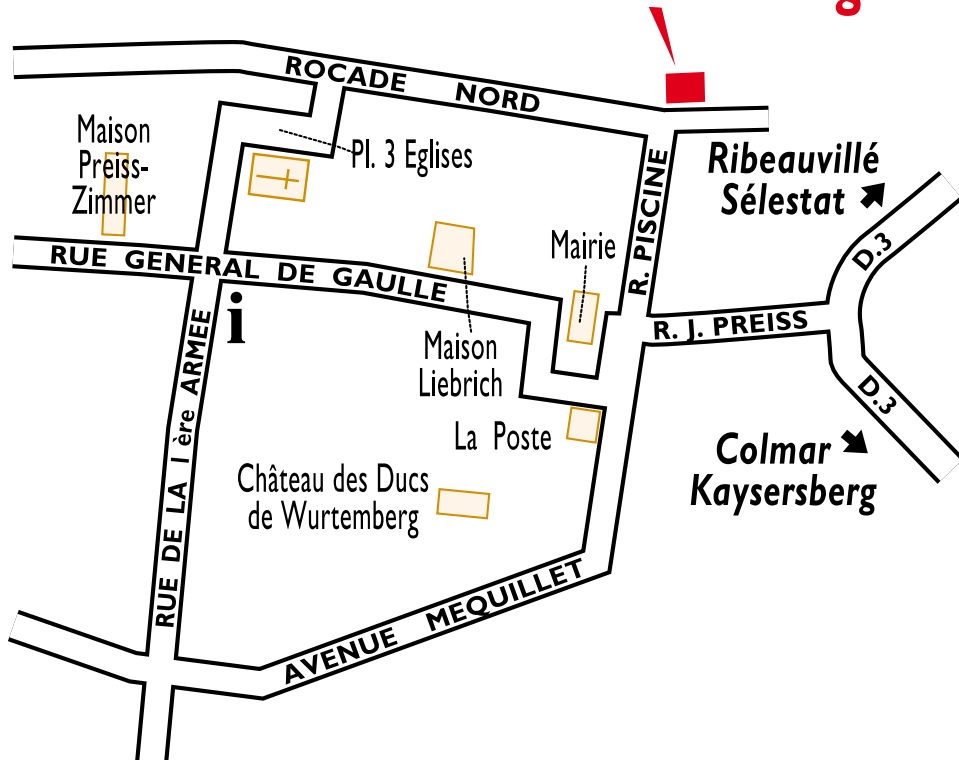 g
ROCADE NORD
Maison
Preiss-
Zimmer
Pl. 3 Eglises
R. PISCINE
Ribeauvillé
Sélestat
Mairie
D.3
RUE GENERAL DE GAULLE
i
R. J. PREISS
Maison
Liebrich
RUE DE LA 1ère ARMEE
D.3
La Poste
Colmar
Kaysersberg
Château des Ducs
de Wurtemberg
AVENUE MEQUILLET